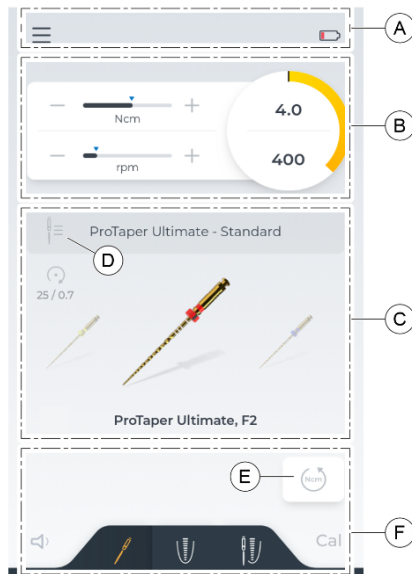 A
4.0
Ncm
B
400
rpm
ProTaper Ultimate - Standard
D
25 / 0.7
C
ProTaper Ultimate, F2
E
Ncm
Cal
F